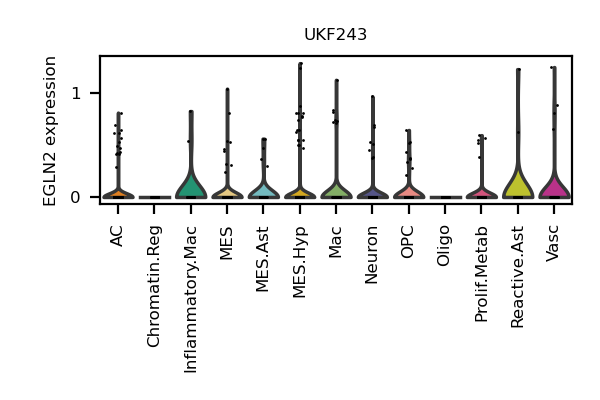 UKF243
EGLN2 expression
1
0
AC
Chromatin.Reg
Inflammatory.Mac
MES
MES.Ast
MES.Hyp
Mac
Neuron
OPC
Oligo
Prolif.Metab
Reactive.Ast
Vasc